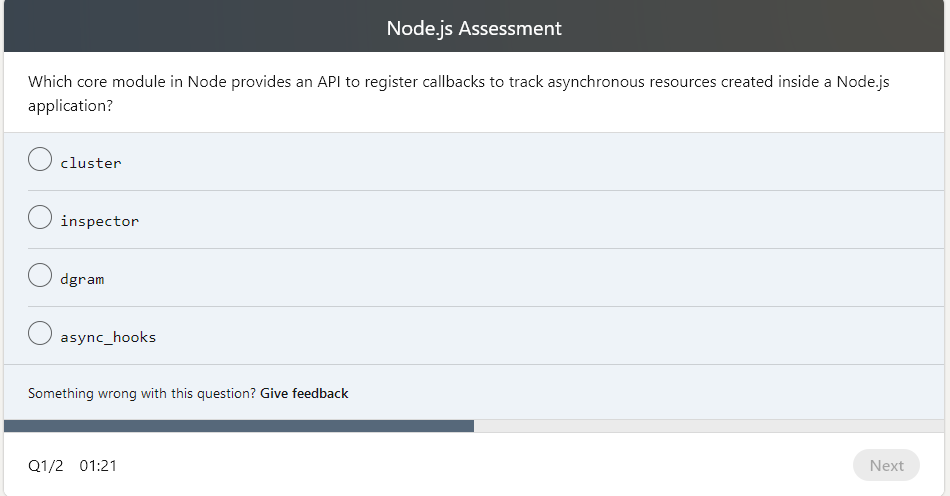 Node.js Assessment
Which core module in Node provides an API to register callbacks to track asynchronous resources created inside a Node.js
application?
cluster
inspector
dgram
async_hooks
Something wrong with this question? Give feedback
Q1/2 01:21
Next